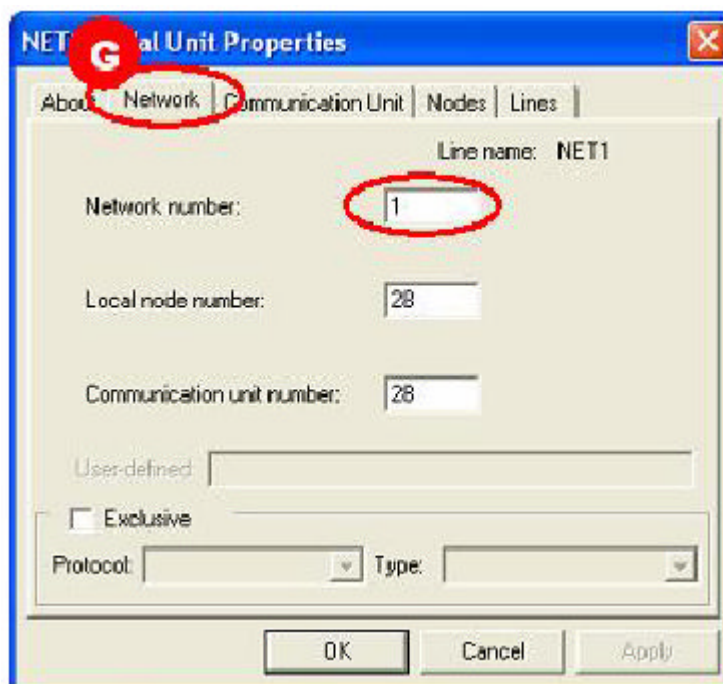 NET al Unit Properties
G
About Network Communication Unit Nodes Lines
Line name: NET1
Network number: 1
Local node number: 28
Communication unit number: 28
User-defined
Exclusive
Protocol: Type:
OK Cancel Apply